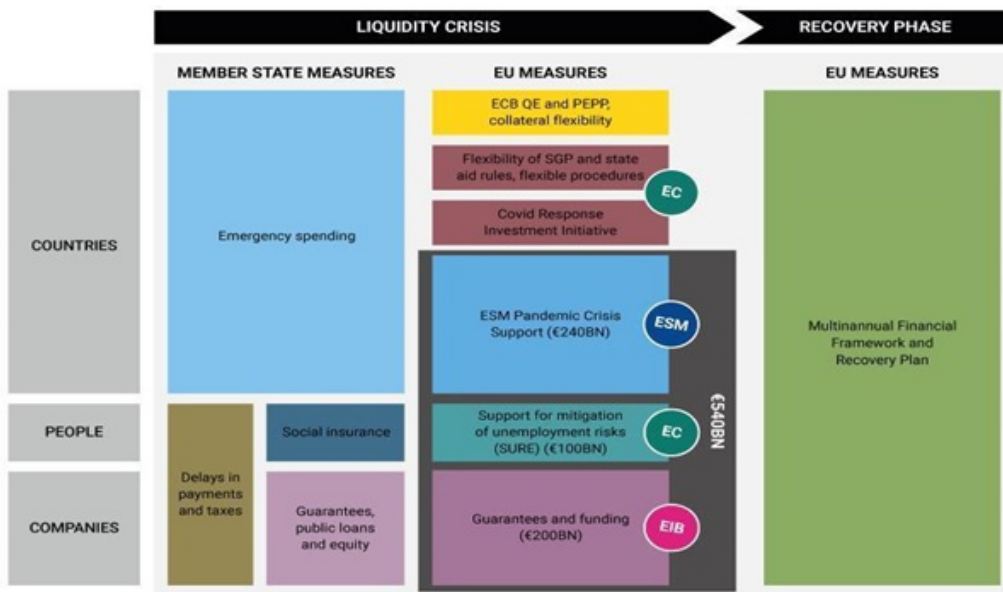 LIQUIDITY CRISIS
RECOVERY PHASE
MEMBER STATE MEASURES
EU MEASURES
EU MEASURES
COUNTRIES
Emergency spending
ECB QE and PEPP,
collateral flexibility
Flexibility of SGP and state
aid rules, flexible procedures
EC
Covid Response
Investment Initiative
ESM Pandemic Crisis
Support (€240BN)
ESM
€540BN
Multinannual Financial
Framework and
Recovery Plan
PEOPLE
Delays in
payments
and taxes
Social insurance
Support for mitigation
of unemployment risks
(SURE) (€100BN)
EC
COMPANIES
Guarantees,
public loans
and equity
Guarantees and funding
(€200BN)
EIB